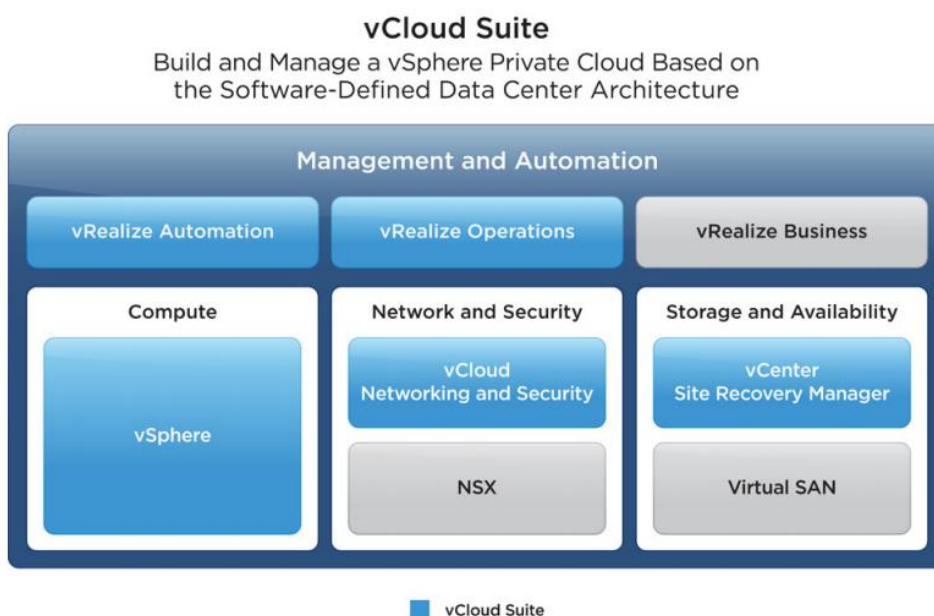 vCloud Suite
Build and Manage a vSphere Private Cloud Based on
the Software-Defined Data Center Architecture
Management and Automation
vRealize Automation
vRealize Operations
vRealize Business
Compute
vSphere
Network and Security
vCloud
Networking and Security
NSX
Storage and Availability
vCenter
Site Recovery Manager
Virtual SAN
vCloud Suite